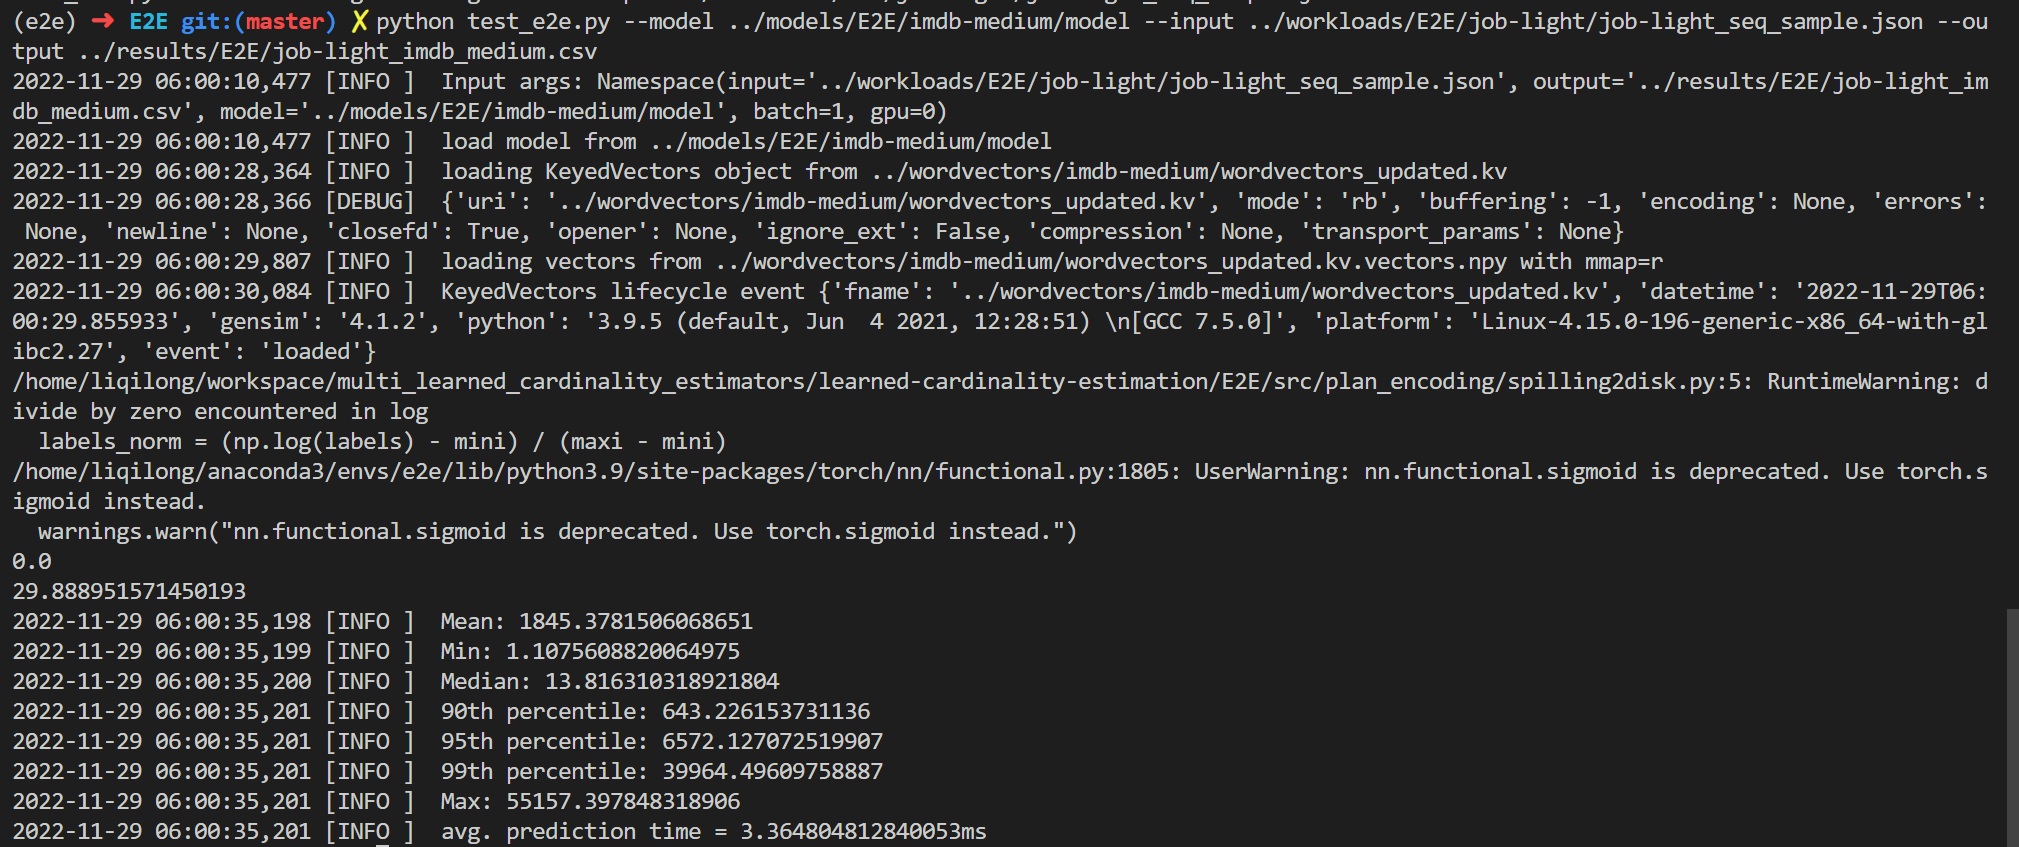 (e2e) ➜ E2E git:(master) ✗ python test_e2e.py --model ../models/E2E/imdb-medium/model --input ../workloads/E2E/job-light/job-light_seq_sample.json --ou
tput ../results/E2E/job-light_imdb_medium.csv
2022-11-29 06:00:10,477 [INFO ]  Input args: Namespace(input='../workloads/E2E/job-light/job-light_seq_sample.json', output='../results/E2E/job-light_im
db_medium.csv', model='../models/E2E/imdb-medium/model', batch=1, gpu=0)
2022-11-29 06:00:10,477 [INFO ]  load model from ../models/E2E/imdb-medium/model
2022-11-29 06:00:28,364 [INFO ]  loading KeyedVectors object from ../wordvectors/imdb-medium/wordvectors_updated.kv
2022-11-29 06:00:28,366 [DEBUG]  {'uri': '../wordvectors/imdb-medium/wordvectors_updated.kv', 'mode': 'rb', 'buffering': -1, 'encoding': None, 'errors':
 None, 'newline': None, 'closefd': True, 'opener': None, 'ignore_ext': False, 'compression': None, 'transport_params': None}
2022-11-29 06:00:29,807 [INFO ]  loading vectors from ../wordvectors/imdb-medium/wordvectors_updated.kv.vectors.npy with mmap=r
2022-11-29 06:00:30,084 [INFO ]  KeyedVectors lifecycle event {'fname': '../wordvectors/imdb-medium/wordvectors_updated.kv', 'datetime': '2022-11-29T06:
00:29.855933', 'gensim': '4.1.2', 'python': '3.9.5 (default, Jun  4 2021, 12:28:51) \n[GCC 7.5.0]', 'platform': 'Linux-4.15.0-196-generic-x86_64-with-gl
ibc2.27', 'event': 'loaded'}
/home/liqilong/workspace/multi_learned_cardinality_estimators/learned-cardinality-estimation/E2E/src/plan_encoding/spilling2disk.py:5: RuntimeWarning: d
ivide by zero encountered in log
  labels_norm = (np.log(labels) - mini) / (maxi - mini)
/home/liqilong/anaconda3/envs/e2e/lib/python3.9/site-packages/torch/nn/functional.py:1805: UserWarning: nn.functional.sigmoid is deprecated. Use torch.s
igmoid instead.
  warnings.warn("nn.functional.sigmoid is deprecated. Use torch.sigmoid instead.")
0.0
29.888951571450193
2022-11-29 06:00:35,198 [INFO ]  Mean: 1845.3781506068651
2022-11-29 06:00:35,199 [INFO ]  Min: 1.1075608820064975
2022-11-29 06:00:35,200 [INFO ]  Median: 13.816310318921804
2022-11-29 06:00:35,201 [INFO ]  90th percentile: 643.226153731136
2022-11-29 06:00:35,201 [INFO ]  95th percentile: 6572.127072519907
2022-11-29 06:00:35,201 [INFO ]  99th percentile: 39964.49609758887
2022-11-29 06:00:35,201 [INFO ]  Max: 55157.397848318906
2022-11-29 06:00:35,201 [INFO ]  avg. prediction time = 3.364804812840053ms